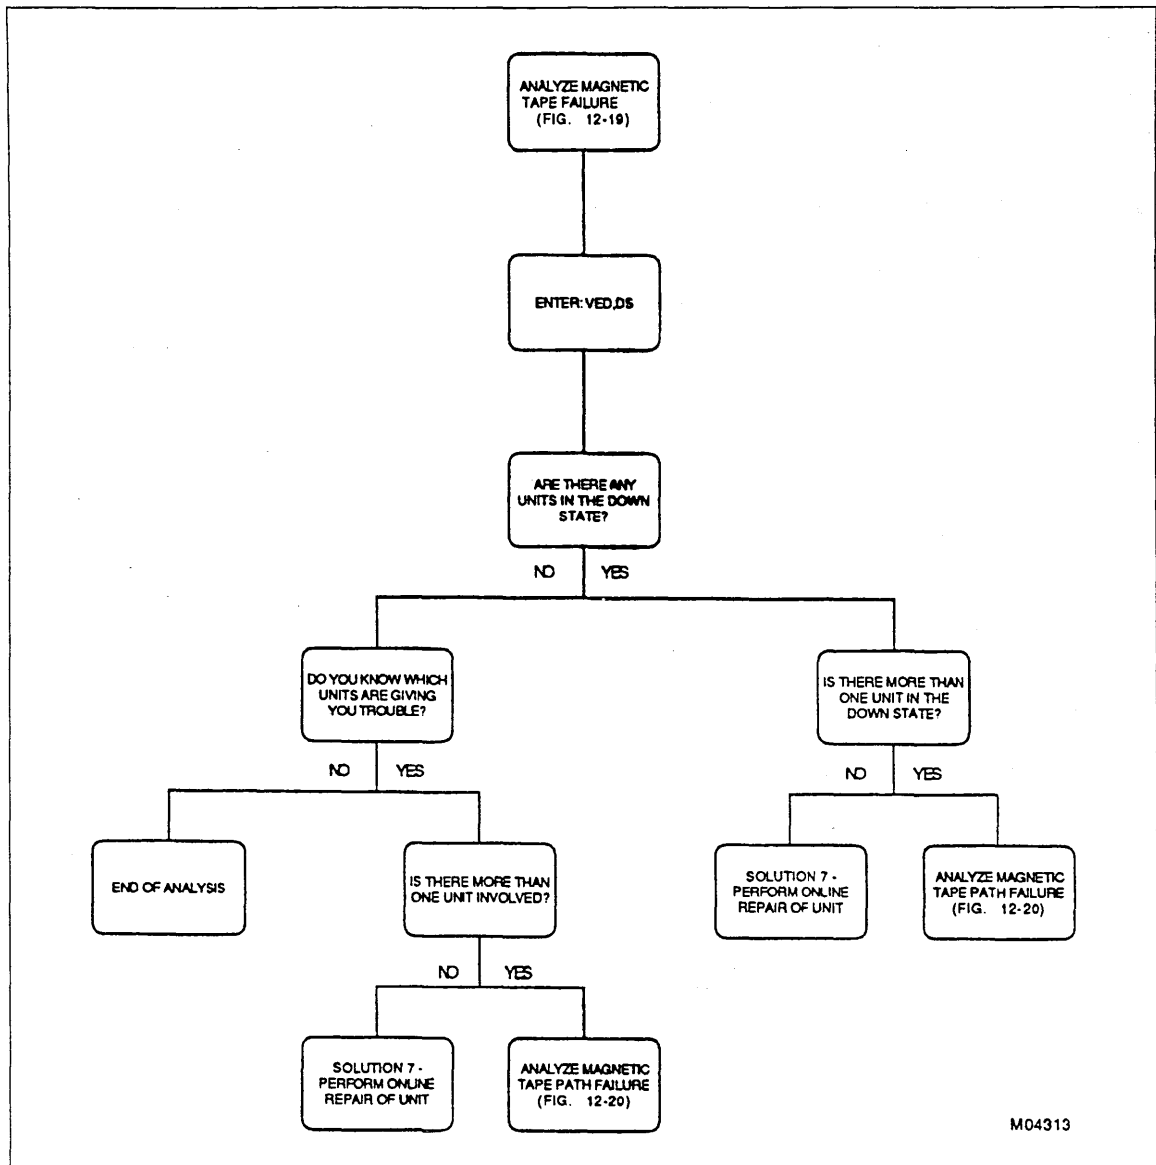 ANALYZE MAGNETIC
TAPE FAILURE
(FIG. 12-19)
ENTER: VED,DS
ARE THERE ANY
UNITS IN THE DOWN
STATE?
NO YES
DO YOU KNOW WHICH
UNITS ARE GIVING
YOU TROUBLE?
IS THERE MORE THAN
ONE UNIT IN THE
DOWN STATE?
NO YES
NO YES
END OF ANALYSIS
IS THERE MORE THAN
ONE UNIT INVOLVED?
SOLUTION 7 -
PERFORM ONLINE
REPAIR OF UNIT
ANALYZE MAGNETIC
TAPE PATH FAILURE
(FIG. 12-20)
NO YES
SOLUTION 7 -
PERFORM ONLINE
REPAIR OF UNIT
ANALYZE MAGNETIC
TAPE PATH FAILURE
(FIG. 12-20)
M04313